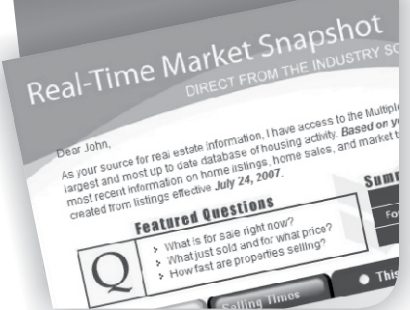 Real-Time Market Snapshot
DIRECT FROM THE INDUSTRY
Dear John,
As your source for real estate information, I have access to the Multiple
largest and most up to date database of housing activity. Based on
most recent information on home listings, home sales, and market
created from listings effective July 24, 2007.
Featured Questions
Q
What is for sale right now?
What just sold and for what price?
How fast are properties selling?
Selling Times